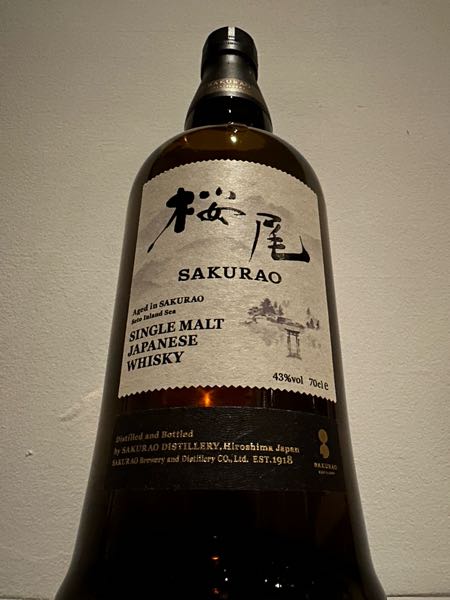 SAKURAO
桜尾
SAKURAO
Aged in SAKURAO
Seto Inland Sea
SINGLE MALT
JAPANESE
WHISKY
43%vol 70cl e
Distilled and Bottled
by SAKURAO DISTILLERY, Hiroshima Japan
SAKURAO Brewery and Distillery CO., Ltd. EST.1918
SAKURAO